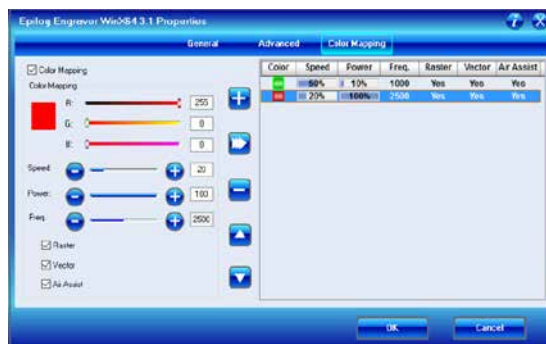 Epilog Engraver WinX64 3.1 Properties
General Advanced Color Mapping
Color Mapping
Color Mapping
R: 255
G: 0
B: 0
Speed: 20
Power: 100
Freq. 2500
Raster
Vector
Air Assist
Color Speed Power Freq. Raster Vector Air Assist
50% 10% 1000 Yes Yes Yes
20% 100% 2500 Yes Yes Yes
OK Cancel